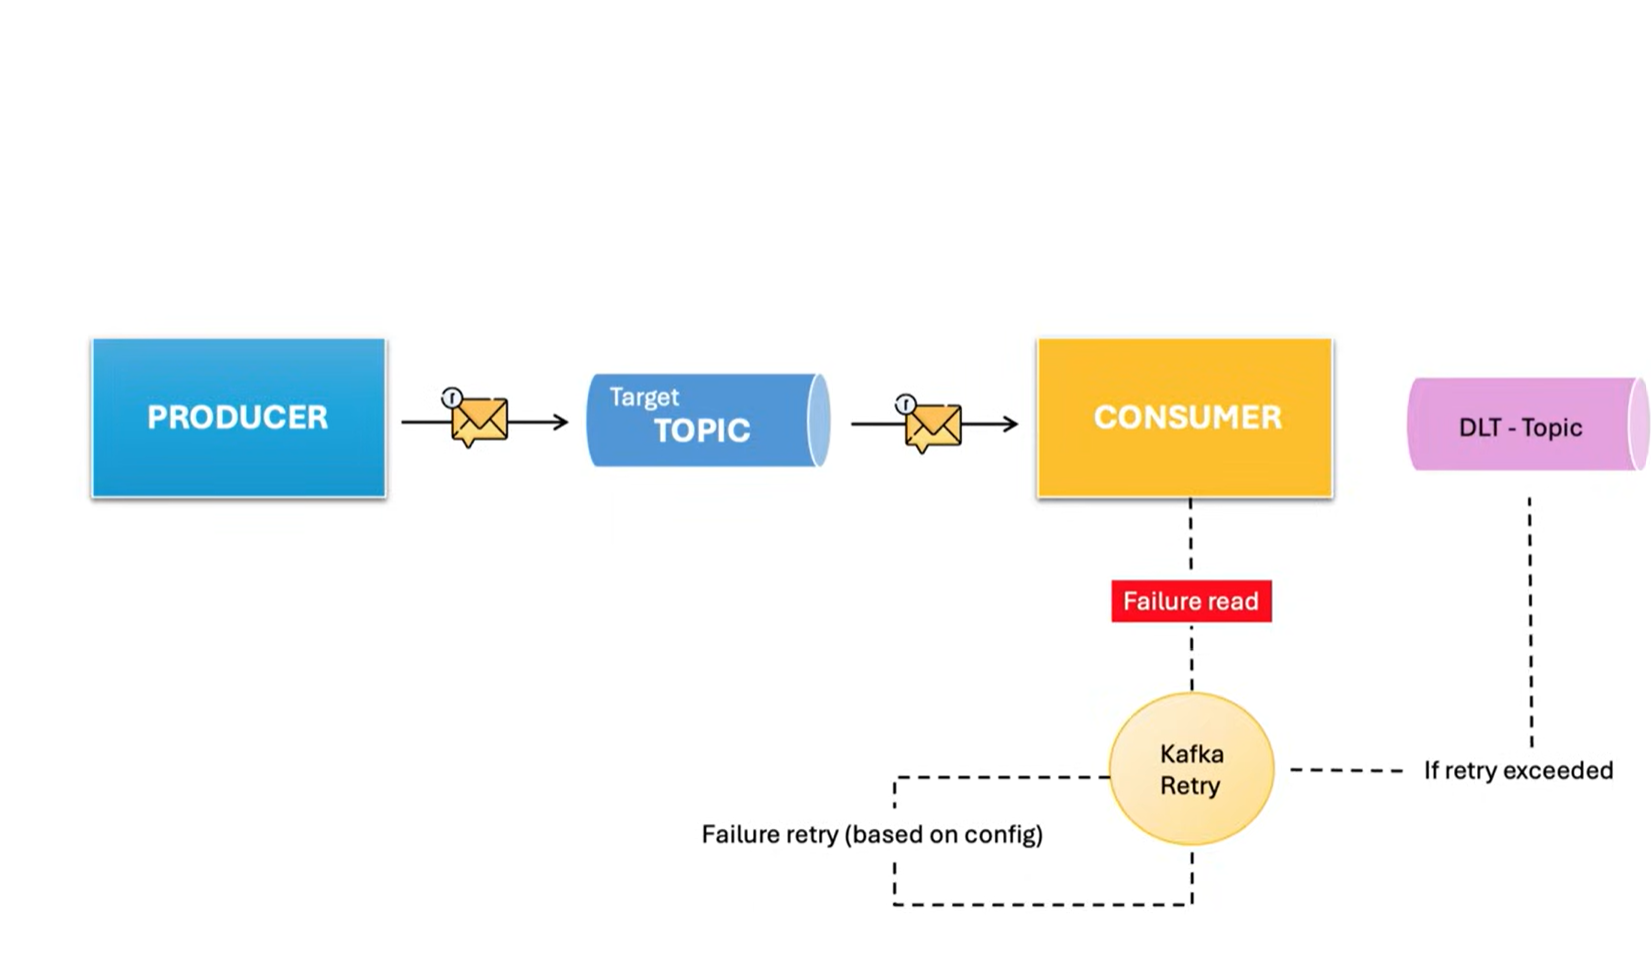 PRODUCER
Target
TOPIC
CONSUMER
DLT - Topic
Failure read
Kafka
Retry
If retry exceeded
Failure retry (based on config)